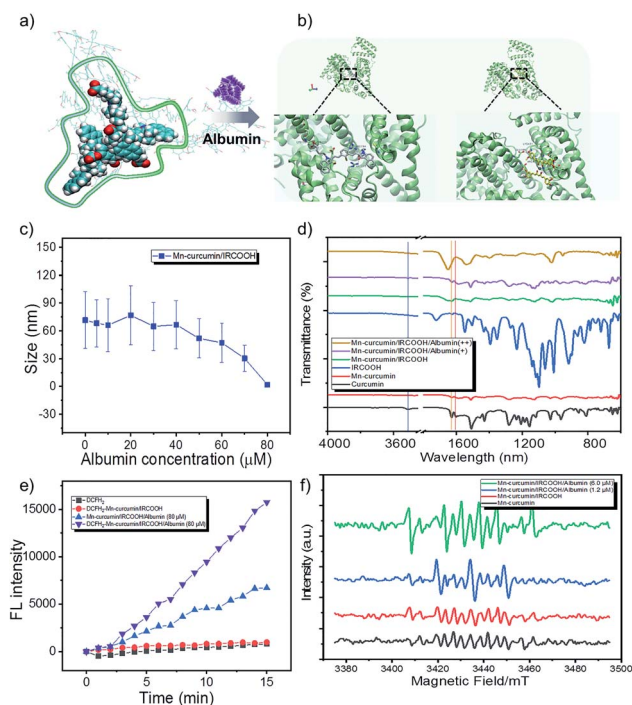 a)
b)
Albumin
c)
Mn-curcumin/IRCOOH
150
120
90
60
30
0
-30
Size (nm)
0 10 20 30 40 50 60 70 80
Albumin concentration (μM)
d)
Transmittance (%)
Mn-curcumin/IRCOOH/Albumin(++)
Mn-curcumin/IRCOOH/Albumin(+)
Mn-curcumin/IRCOOH
IRCOOH
Mn-curcumin
Curcumin
4000 3500 1600 1200 800
Wavelength (nm)
e)
DCFH₂
DCFH₂-Mn-curcumin/IRCOOH
Mn-curcumin/IRCOOH/Albumin (80 μM)
DCFH₂-Mn-curcumin/IRCOOH/Albumin (80 μM)
15000
10000
5000
0
FL intensity
0 5 10 15
Time (min)
f)
Mn-curcumin/IRCOOH/Albumin (6.0 μM)
Mn-curcumin/IRCOOH/Albumin (1.2 μM)
Mn-curcumin/IRCOOH
Mn-curcumin
Intensity (a.u.)
3380 3400 3420 3440 3460 3480 3500
Magnetic Field/mT